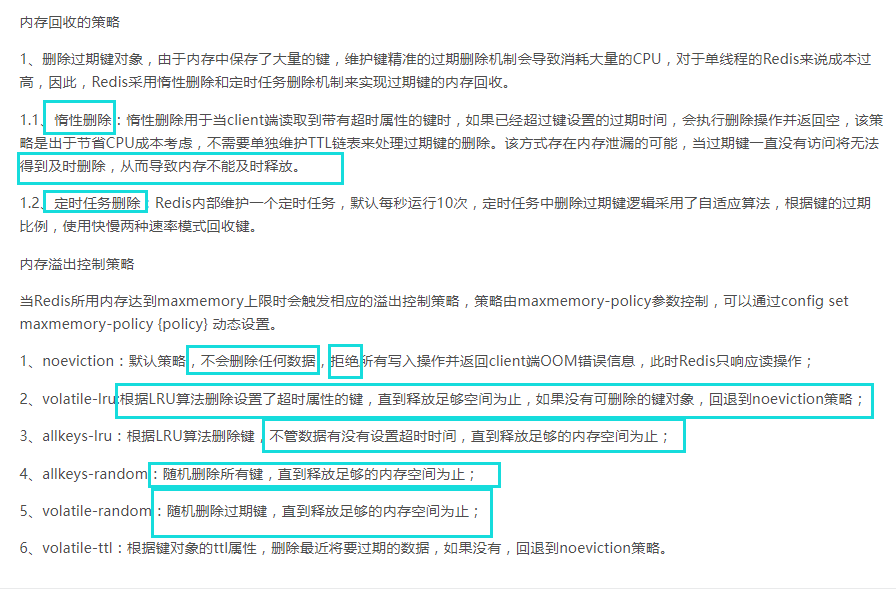 内存回收的策略
1、删除过期键对象，由于内存中保存了大量的键，维护键精准的过期删除机制会导致消耗大量的CPU，对于单线程的Redis来说成本过
高，因此，Redis采用惰性删除和定时任务删除机制来实现过期键的内存回收。
1.1、惰性删除：惰性删除用于当client端读取到带有超时属性的键时，如果已经超过键设置的过期时间，会执行删除操作并返回空，该策
略是出于节省CPU成本考虑，不需要单独维护TTL链表来处理过期键的删除。该方式存在内存泄漏的可能，当过期键一直没有访问将无法
得到及时删除，从而导致内存不能及时释放。
1.2、定时任务删除：Redis内部维护一个定时任务，默认每秒运行10次，定时任务中删除过期键逻辑采用了自适应算法，根据键的过期
比例，使用快慢两种速率模式回收键。
内存溢出控制策略
当Redis所用内存达到maxmemory上限时会触发相应的溢出控制策略，策略由maxmemory-policy参数控制，可以通过config set
maxmemory-policy {policy} 动态设置。
1、noeviction：默认策略，不会删除任何数据，拒绝所有写入操作并返回client端OOM错误信息，此时Redis只响应读操作；
2、volatile-lru:根据LRU算法删除设置了超时属性的键，直到释放足够空间为止，如果没有可删除的键对象，回退到noeviction策略；
3、allkeys-lru：根据LRU算法删除键，不管数据有没有设置超时时间，直到释放足够的内存空间为止；
4、allkeys-random：随机删除所有键，直到释放足够的内存空间为止；
5、volatile-random：随机删除过期键，直到释放足够的内存空间为止；
6、volatile-ttl：根据键对象的ttl属性，删除最近将要过期的数据，如果没有，回退到noeviction策略。